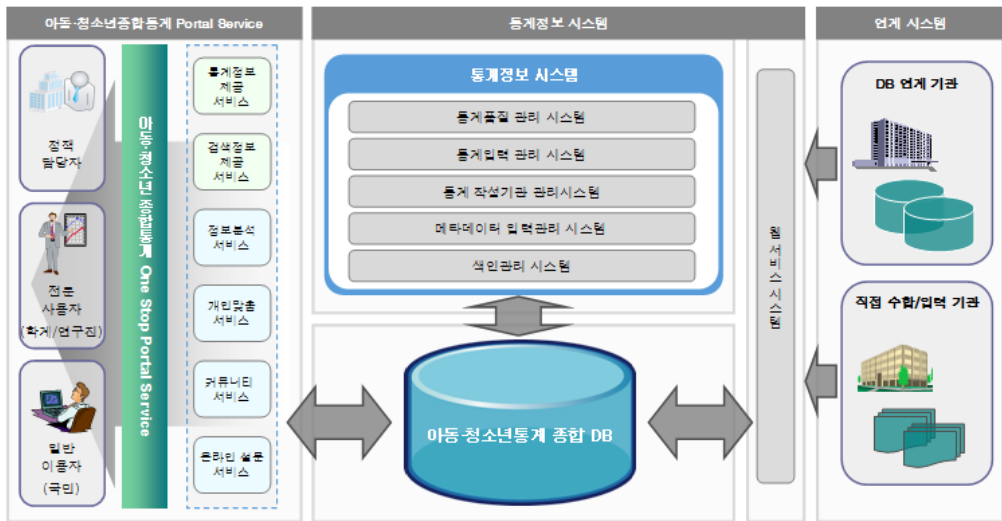 아동·청소년종합통계 Portal Service
정책
담당자
전문
사용자
(학계/연구진)
일반
이용자
(국민)
아동·청소년 종합통계 One Stop Portal Service
통계정보
제공
서비스
검색정보
제공
서비스
정보분석
서비스
개인맞춤
서비스
커뮤니티
서비스
온라인 설문
서비스
통계정보 시스템
통계정보 시스템
통계품질 관리 시스템
통계입력 관리 시스템
통계 작성기관 관리시스템
메타데이터 입력관리 시스템
색인관리 시스템
아동·청소년통계 종합 DB
웹 서비스 시스템
연계 시스템
DB 연계 기관
직접 수합/입력 기관